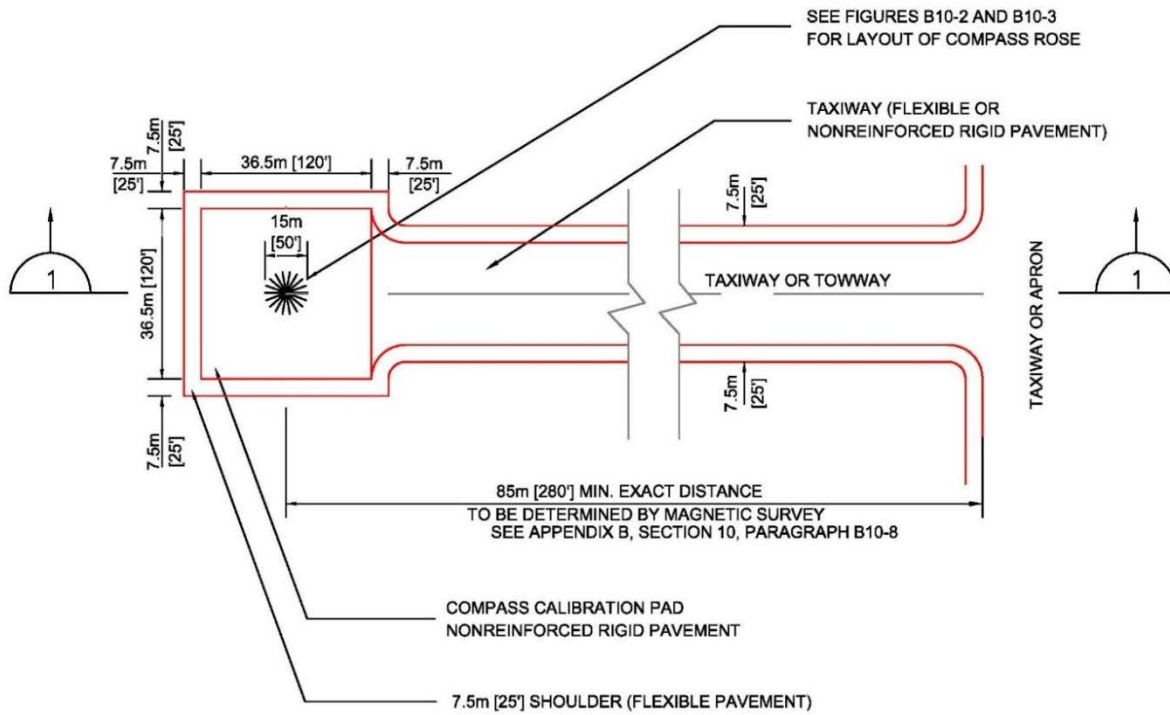 SEE FIGURES B10-2 AND B10-3
FOR LAYOUT OF COMPASS ROSE
TAXIWAY (FLEXIBLE OR
NONREINFORCED RIGID PAVEMENT)
7.5m
[25']
7.5m
[25']
36.5m [120']
7.5m
[25']
15m
[50']
7.5m
[25']
1
36.5m [120']
TAXIWAY OR TOWWAY
TAXIWAY OR APRON
1
7.5m
[25']
7.5m
[25']
85m [280'] MIN. EXACT DISTANCE
TO BE DETERMINED BY MAGNETIC SURVEY
SEE APPENDIX B, SECTION 10, PARAGRAPH B10-8
COMPASS CALIBRATION PAD
NONREINFORCED RIGID PAVEMENT
7.5m [25'] SHOULDER (FLEXIBLE PAVEMENT)